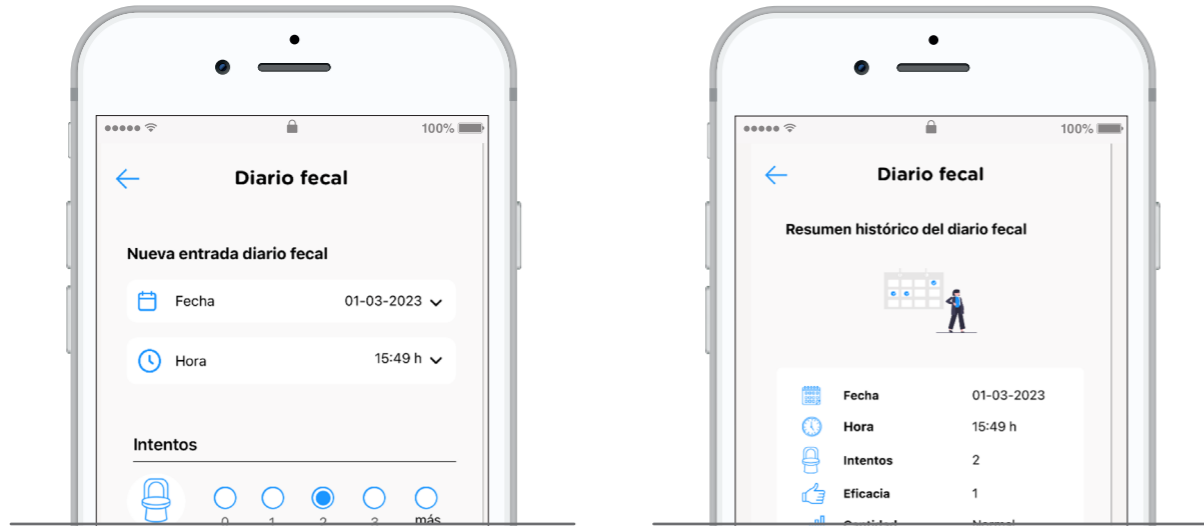 100%
Diario fecal
Nueva entrada diario fecal
Fecha 01-03-2023
Hora 15:49 h
Intentos
0 1 2 3 más
100%
Diario fecal
Resumen histórico del diario fecal
Fecha 01-03-2023
Hora 15:49 h
Intentos 2
Eficacia 1
Cantidad Normal